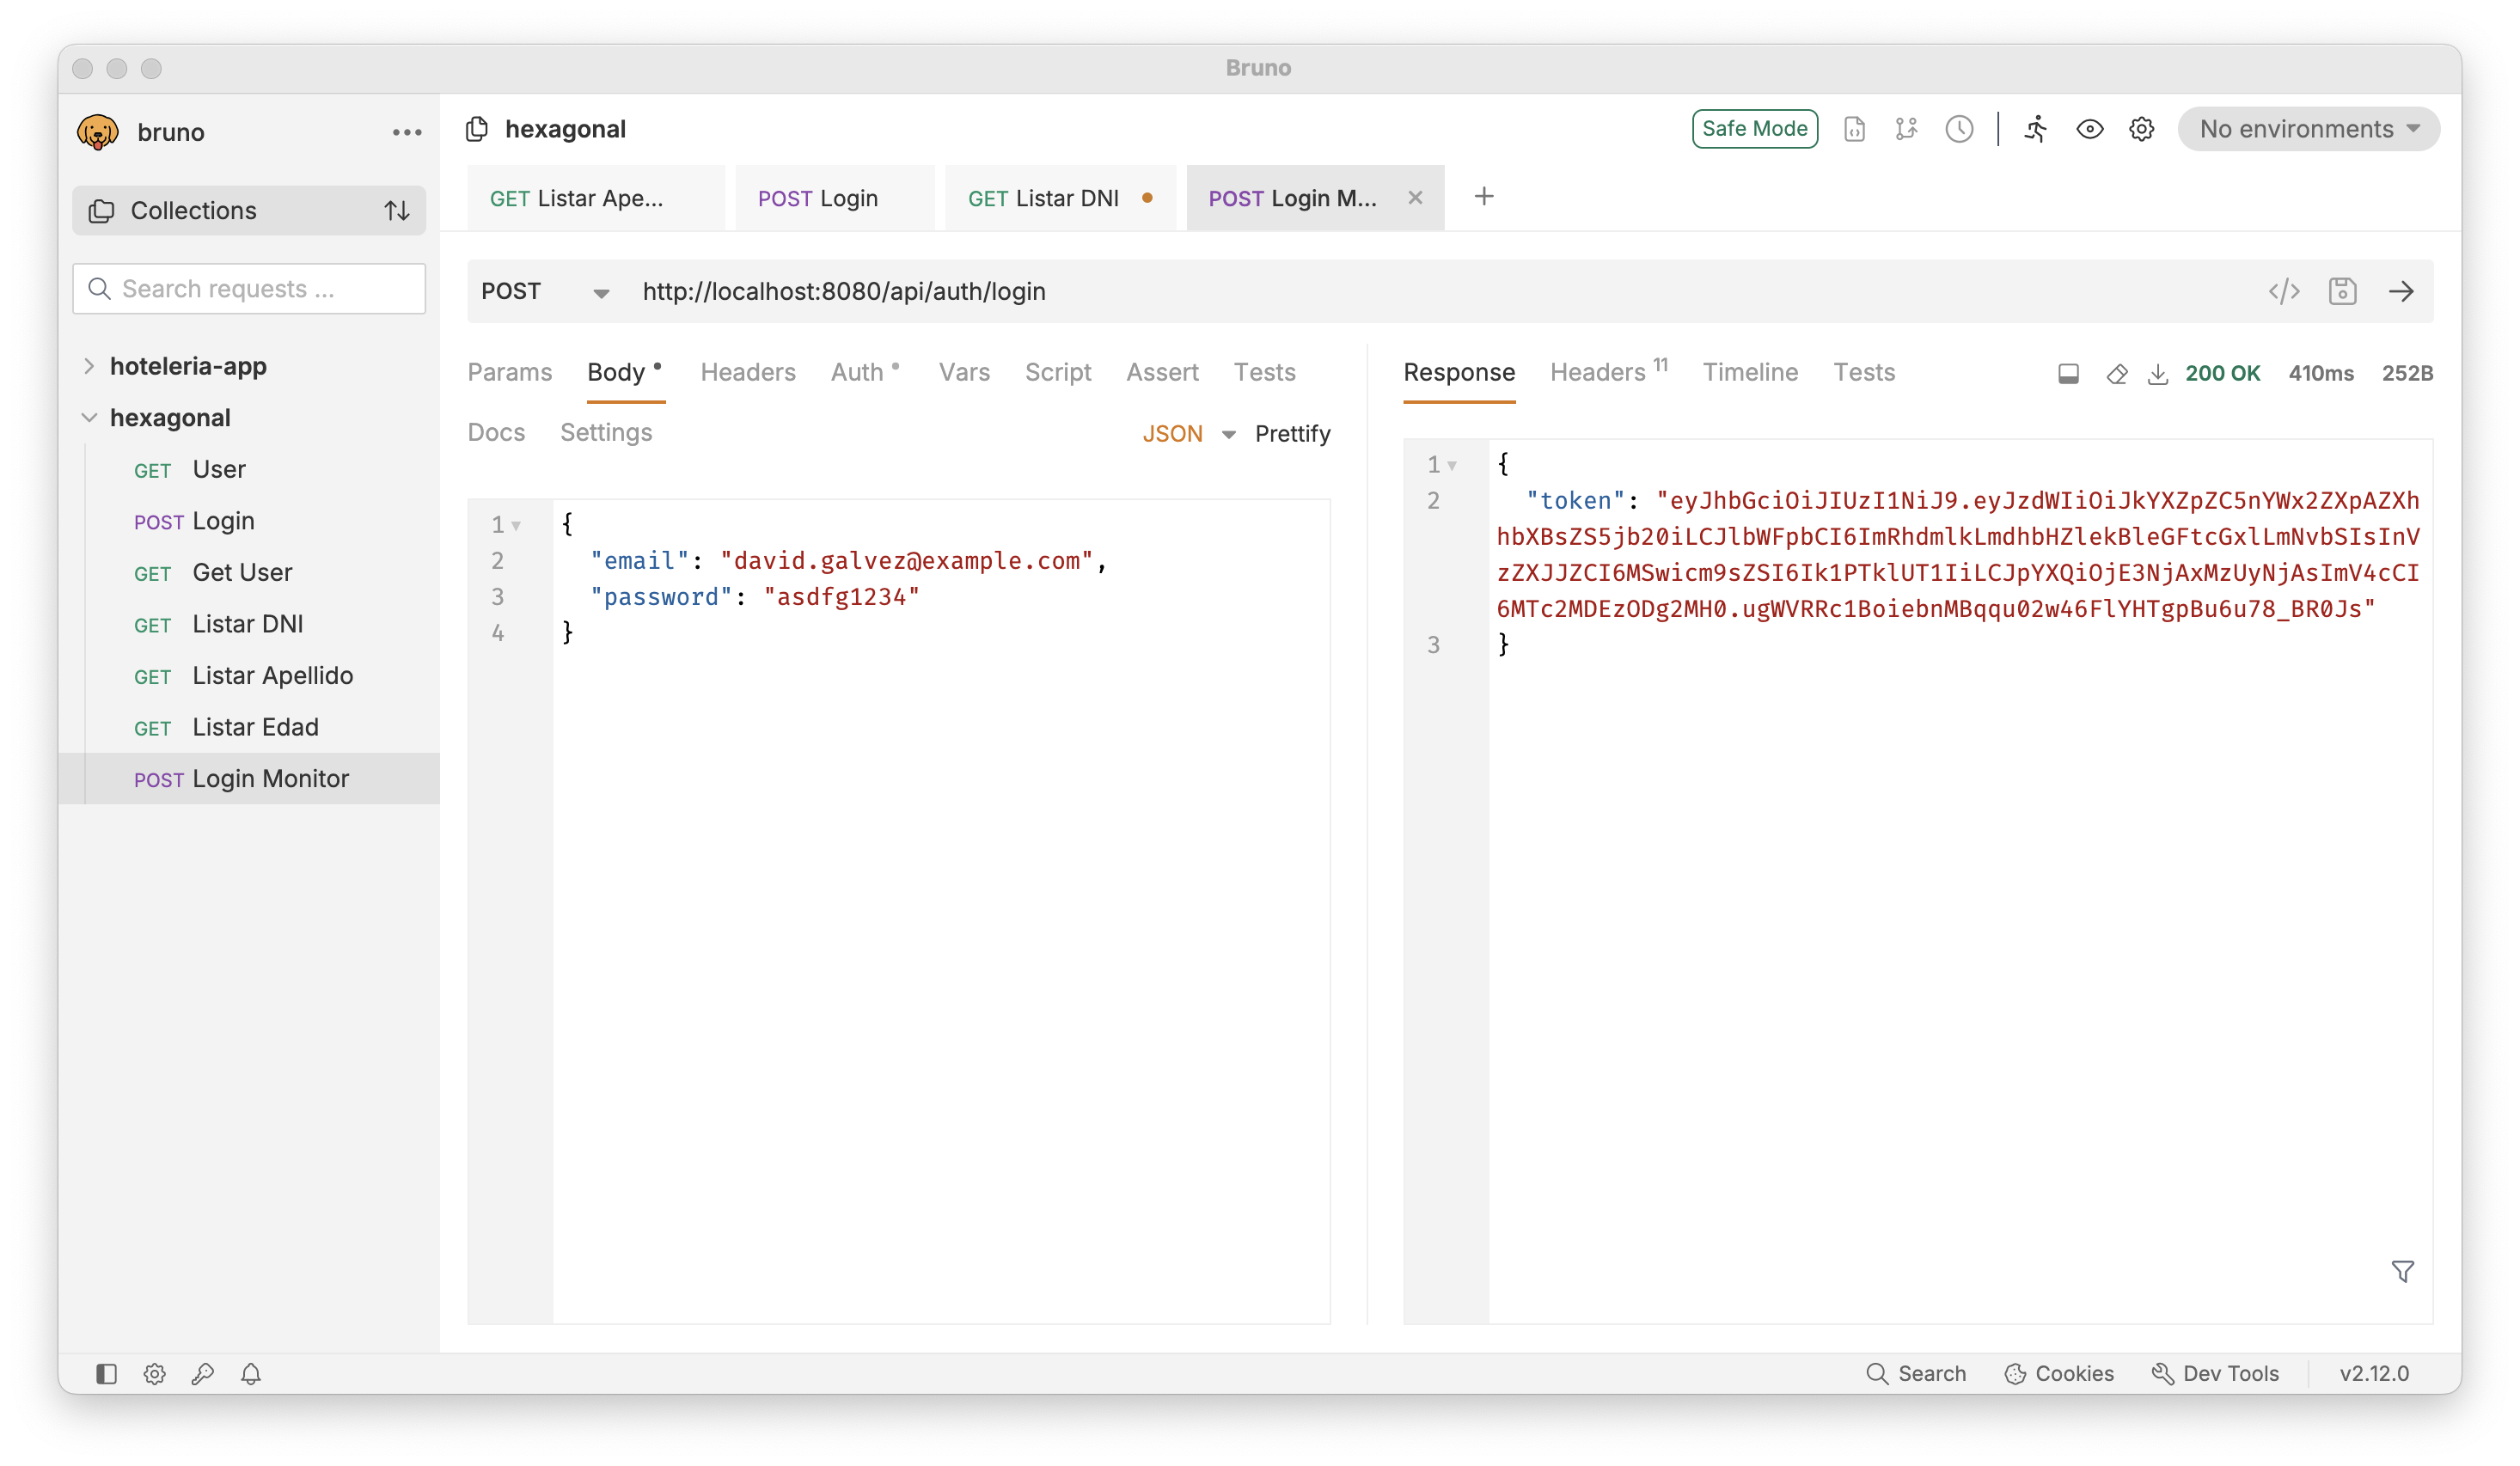 Bruno
bruno
hexagonal
Safe Mode
No environments
Collections
GET Listar Ape...
POST Login
GET Listar DNI
POST Login M...
Search requests ...
POST http://localhost:8080/api/auth/login
hoteleria-app
hexagonal
GET User
POST Login
GET Get User
GET Listar DNI
GET Listar Apellido
GET Listar Edad
POST Login Monitor
Params Body Headers Auth Vars Script Assert Tests
Docs Settings
JSON Prettify
1 {
2 "email": "david.galvez@example.com",
3 "password": "asdfg1234"
4 }
Response Headers 11 Timeline Tests
200 OK 410ms 252B
1 {
2 "token": "eyJhbGciOiJIUzI1NiJ9.eyJzdWIiOiJkYXZpZC5nYWx2ZXpAZXh
hbXBsZS5jb20iLCJlbWFpbCI6ImRhdmlkLmdhbHZlekBleGFtcGxlLmNvbSIsInV
zZXJJZCI6MSwicm9sZSI6Ik1PTklUT1IiLCJpYXQiOjE3NjAxMzUyNjAsImV4cCI
6MTc2MDEzODg2MH0.ugWVRRc1BoiebnMBqqu02w46FlYHTgpBu6u78_BR0Js"
3 }
Search
Cookies
Dev Tools
v2.12.0